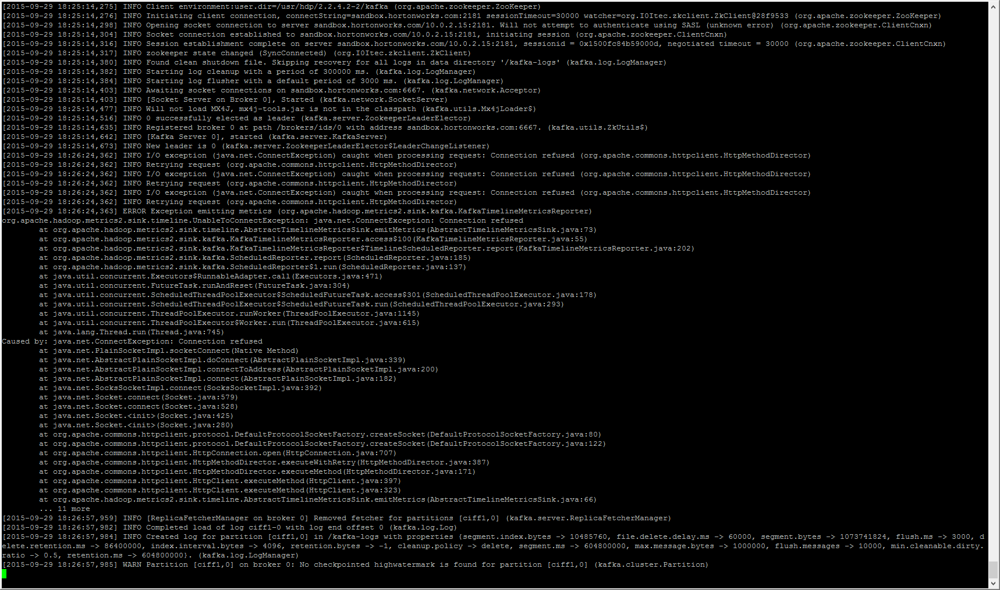 [2015-09-29 18:25:14,275] INFO Client environment:user.dir=/usr/hdp/2.2.4.2-2/kafka (org.apache.zookeeper.ZooKeeper)
[2015-09-29 18:25:14,276] INFO Initiating client connection, connectString=sandbox.hortonworks.com:2181 sessionTimeout=30000 watcher=org.I0Itec.zkclient.ZkClient@28f9533 (org.apache.zookeeper.ZooKeeper)
[2015-09-29 18:25:14,298] INFO Opening socket connection to server sandbox.hortonworks.com/10.0.2.15:2181. Will not attempt to authenticate using SASL (unknown error) (org.apache.zookeeper.ClientCnxn)
[2015-09-29 18:25:14,304] INFO Socket connection established to sandbox.hortonworks.com/10.0.2.15:2181, initiating session (org.apache.zookeeper.ClientCnxn)
[2015-09-29 18:25:14,316] INFO Session establishment complete on server sandbox.hortonworks.com/10.0.2.15:2181, sessionid = 0x1500fc84b59000d, negotiated timeout = 30000 (org.apache.zookeeper.ClientCnxn)
[2015-09-29 18:25:14,317] INFO zookeeper state changed (SyncConnected) (org.I0Itec.zkclient.ZkClient)
[2015-09-29 18:25:14,380] INFO Found clean shutdown file. Skipping recovery for all logs in data directory '/kafka-logs' (kafka.log.LogManager)
[2015-09-29 18:25:14,382] INFO Starting log cleanup with a period of 300000 ms. (kafka.log.LogManager)
[2015-09-29 18:25:14,384] INFO Starting log flusher with a default period of 3000 ms. (kafka.log.LogManager)
[2015-09-29 18:25:14,403] INFO Awaiting socket connections on sandbox.hortonworks.com:6667. (kafka.network.Acceptor)
[2015-09-29 18:25:14,403] INFO [Socket Server on Broker 0], Started (kafka.network.SocketServer)
[2015-09-29 18:25:14,477] INFO Will not load MX4J, mx4j-tools.jar is not in the classpath (kafka.utils.Mx4jLoader$)
[2015-09-29 18:25:14,516] INFO 0 successfully elected as leader (kafka.server.ZookeeperLeaderElector)
[2015-09-29 18:25:14,635] INFO Registered broker 0 at path /brokers/ids/0 with address sandbox.hortonworks.com:6667. (kafka.utils.ZkUtils$)
[2015-09-29 18:25:14,642] INFO [Kafka Server 0], started (kafka.server.KafkaServer)
[2015-09-29 18:25:14,673] INFO New leader is 0 (kafka.server.ZookeeperLeaderElector$LeaderChangeListener)
[2015-09-29 18:26:24,362] INFO I/O exception (java.net.ConnectException) caught when processing request: Connection refused (org.apache.commons.httpclient.HttpMethodDirector)
[2015-09-29 18:26:24,362] INFO Retrying request (org.apache.commons.httpclient.HttpMethodDirector)
[2015-09-29 18:26:24,362] INFO I/O exception (java.net.ConnectException) caught when processing request: Connection refused (org.apache.commons.httpclient.HttpMethodDirector)
[2015-09-29 18:26:24,362] INFO Retrying request (org.apache.commons.httpclient.HttpMethodDirector)
[2015-09-29 18:26:24,362] INFO I/O exception (java.net.ConnectException) caught when processing request: Connection refused (org.apache.commons.httpclient.HttpMethodDirector)
[2015-09-29 18:26:24,362] INFO Retrying request (org.apache.commons.httpclient.HttpMethodDirector)
[2015-09-29 18:26:24,363] ERROR Exception emitting metrics (org.apache.hadoop.metrics2.sink.kafka.KafkaTimelineMetricsReporter)
org.apache.hadoop.metrics2.sink.timeline.UnableToConnectException: java.net.ConnectException: Connection refused
at org.apache.hadoop.metrics2.sink.timeline.AbstractTimelineMetricsSink.emitMetrics(AbstractTimelineMetricsSink.java:73)
at org.apache.hadoop.metrics2.sink.kafka.KafkaTimelineMetricsReporter.access$100(KafkaTimelineMetricsReporter.java:55)
at org.apache.hadoop.metrics2.sink.kafka.KafkaTimelineMetricsReporter$TimelineScheduledReporter.report(KafkaTimelineMetricsReporter.java:202)
at org.apache.hadoop.metrics2.sink.kafka.ScheduledReporter.report(ScheduledReporter.java:185)
at org.apache.hadoop.metrics2.sink.kafka.ScheduledReporter$1.run(ScheduledReporter.java:137)
at java.util.concurrent.Executors$RunnableAdapter.call(Executors.java:471)
at java.util.concurrent.FutureTask.runAndReset(FutureTask.java:304)
at java.util.concurrent.ScheduledThreadPoolExecutor$ScheduledFutureTask.access$301(ScheduledThreadPoolExecutor.java:178)
at java.util.concurrent.ScheduledThreadPoolExecutor$ScheduledFutureTask.run(ScheduledThreadPoolExecutor.java:293)
at java.util.concurrent.ThreadPoolExecutor.runWorker(ThreadPoolExecutor.java:1145)
at java.util.concurrent.ThreadPoolExecutor$Worker.run(ThreadPoolExecutor.java:615)
at java.lang.Thread.run(Thread.java:745)
Caused by: java.net.ConnectException: Connection refused
at java.net.PlainSocketImpl.socketConnect(Native Method)
at java.net.AbstractPlainSocketImpl.doConnect(AbstractPlainSocketImpl.java:339)
at java.net.AbstractPlainSocketImpl.connectToAddress(AbstractPlainSocketImpl.java:200)
at java.net.AbstractPlainSocketImpl.connect(AbstractPlainSocketImpl.java:182)
at java.net.SocksSocketImpl.connect(SocksSocketImpl.java:392)
at java.net.Socket.connect(Socket.java:579)
at java.net.Socket.connect(Socket.java:528)
at java.net.Socket.<init>(Socket.java:425)
at java.net.Socket.<init>(Socket.java:280)
at org.apache.commons.httpclient.protocol.DefaultProtocolSocketFactory.createSocket(DefaultProtocolSocketFactory.java:80)
at org.apache.commons.httpclient.protocol.DefaultProtocolSocketFactory.createSocket(DefaultProtocolSocketFactory.java:122)
at org.apache.commons.httpclient.HttpConnection.open(HttpConnection.java:707)
at org.apache.commons.httpclient.HttpMethodDirector.executeWithRetry(HttpMethodDirector.java:387)
at org.apache.commons.httpclient.HttpMethodDirector.executeMethod(HttpMethodDirector.java:171)
at org.apache.commons.httpclient.HttpClient.executeMethod(HttpClient.java:397)
at org.apache.commons.httpclient.HttpClient.executeMethod(HttpClient.java:323)
at org.apache.hadoop.metrics2.sink.timeline.AbstractTimelineMetricsSink.emitMetrics(AbstractTimelineMetricsSink.java:66)
... 11 more
[2015-09-29 18:26:57,959] INFO [ReplicaFetcherManager on broker 0] Removed fetcher for partitions [ciff1,0] (kafka.server.ReplicaFetcherManager)
[2015-09-29 18:26:57,982] INFO Completed load of log ciff1-0 with log end offset 0 (kafka.log.Log)
[2015-09-29 18:26:57,984] INFO Created log for partition [ciff1,0] in /kafka-logs with properties {segment.index.bytes -> 10485760, file.delete.delay.ms -> 60000, segment.bytes -> 1073741824, flush.ms -> 3000, d
elete.retention.ms -> 86400000, index.interval.bytes -> 4096, retention.bytes -> -1, cleanup.policy -> delete, segment.ms -> 604800000, max.message.bytes -> 1000000, flush.messages -> 10000, min.cleanable.dirty.
ratio -> 0.5, retention.ms -> 604800000}. (kafka.log.LogManager)
[2015-09-29 18:26:57,985] WARN Partition [ciff1,0] on broker 0: No checkpointed highwatermark is found for partition [ciff1,0] (kafka.cluster.Partition)